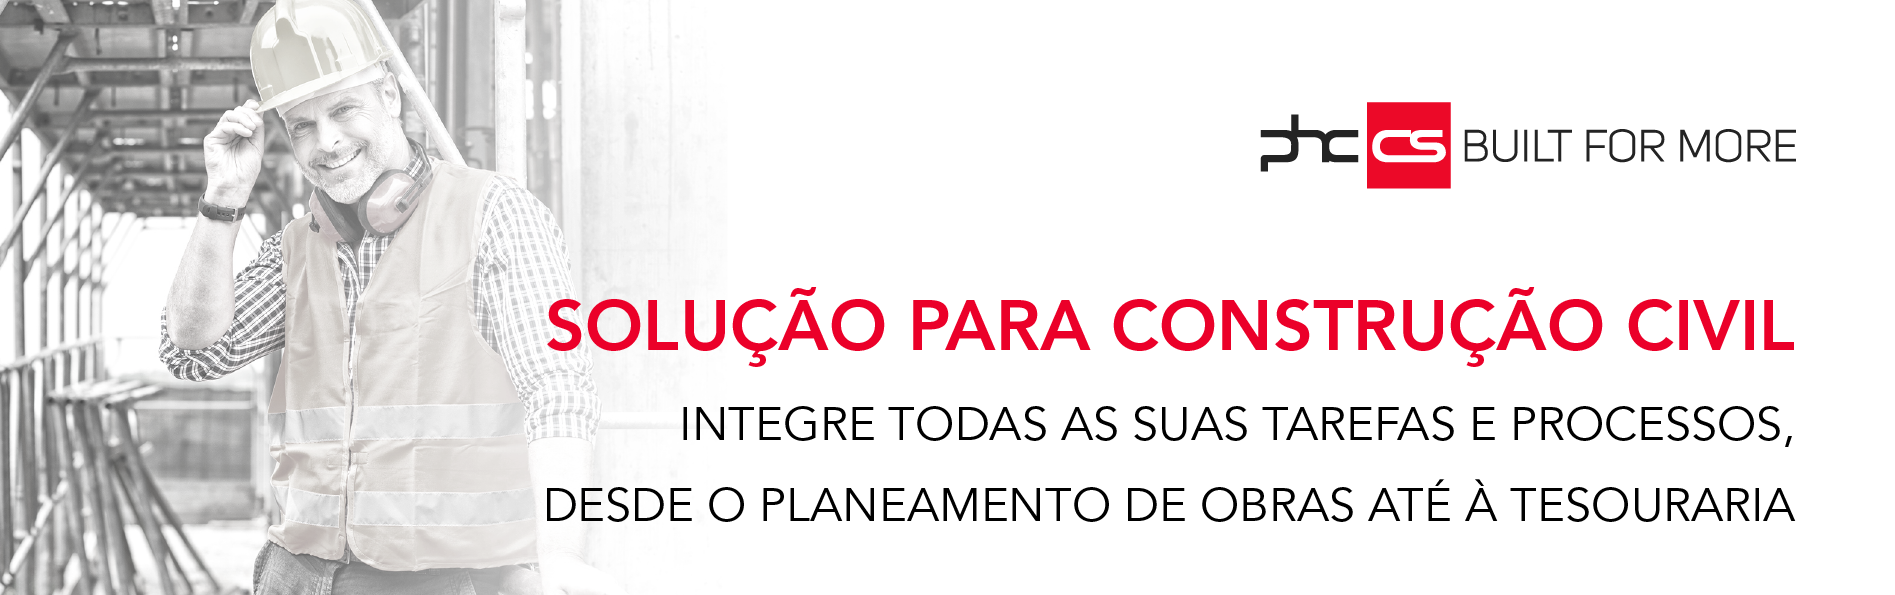 phc CS BUILT FOR MORE
SOLUÇÃO PARA CONSTRUÇÃO CIVIL
INTEGRE TODAS AS SUAS TAREFAS E PROCESSOS,
DESDE O PLANEAMENTO DE OBRAS ATÉ À TESOURARIA